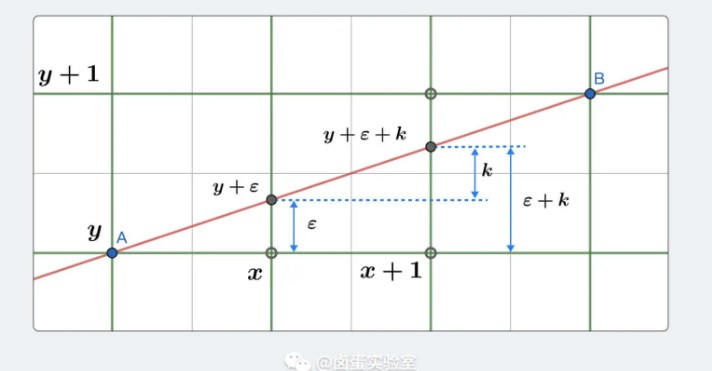 y + 1
B
y + ε + k
k
y + ε
ε + k
ε
y
A
x
x + 1
@卤蛋实验室